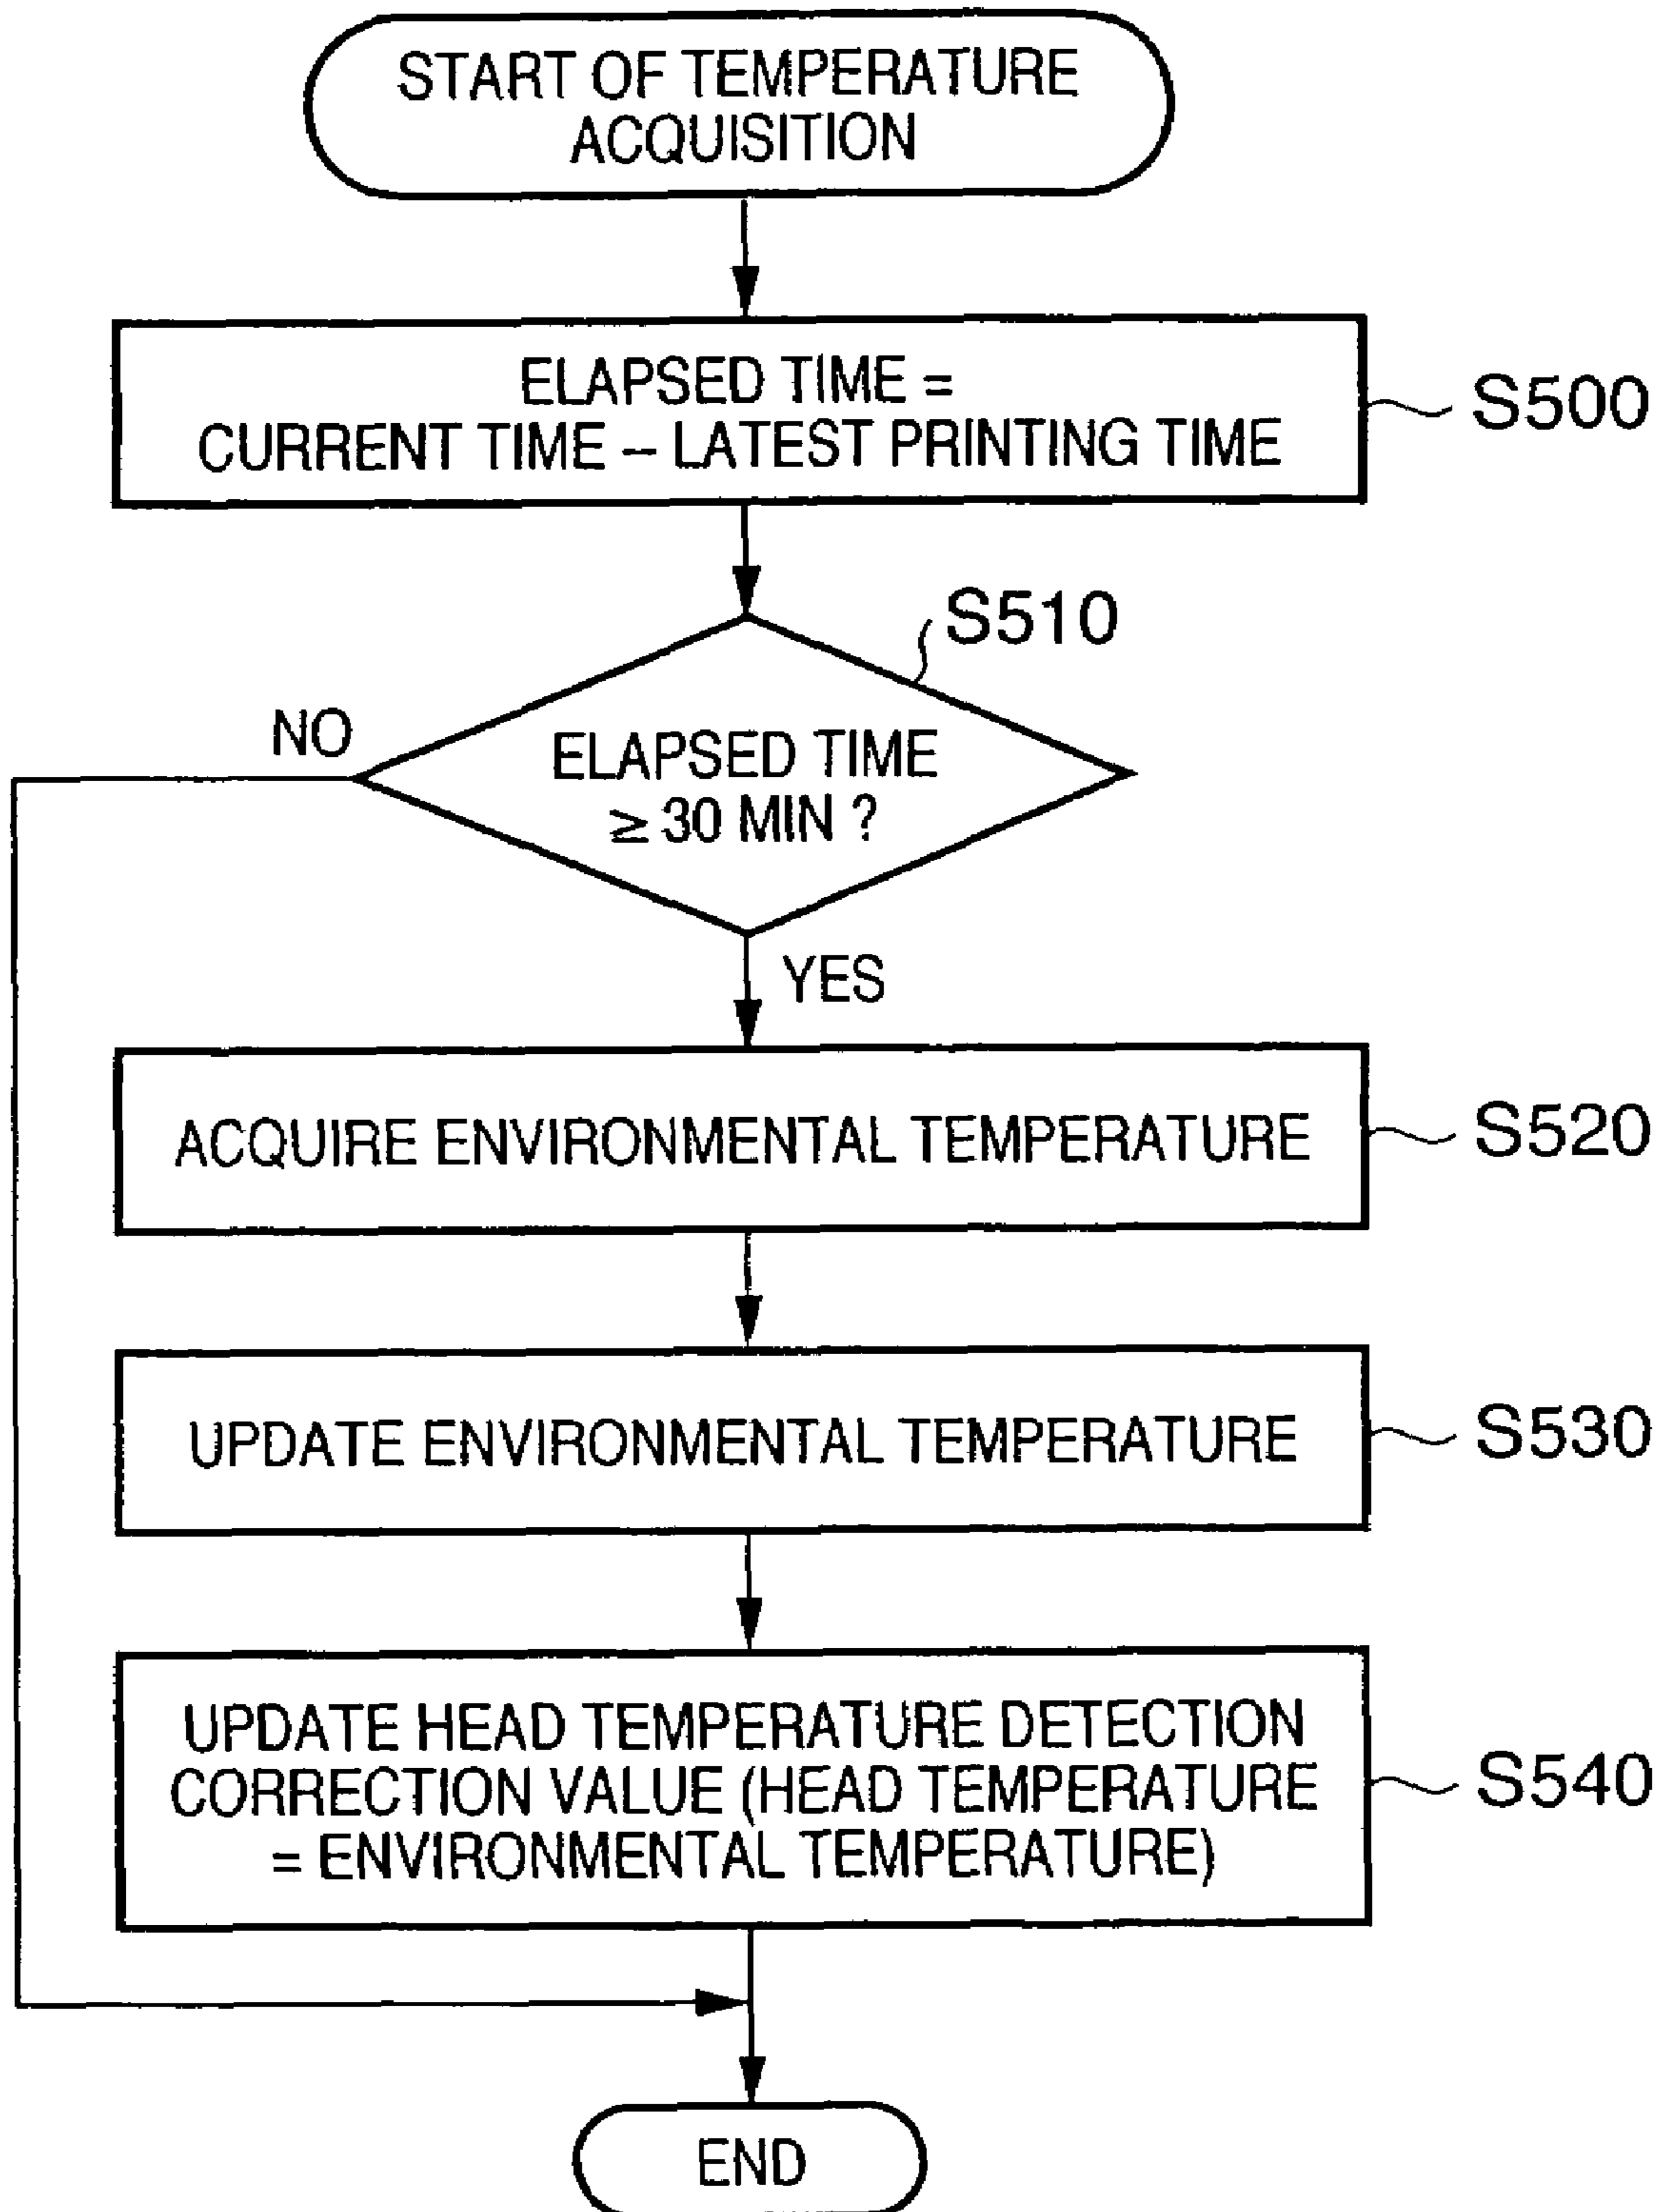 START OF TEMPERATURE
ACQUISITION
ELAPSED TIME =
CURRENT TIME – LATEST PRINTING TIME
S500
S510
NO
ELAPSED TIME
≥ 30 MIN ?
YES
ACQUIRE ENVIRONMENTAL TEMPERATURE
S520
UPDATE ENVIRONMENTAL TEMPERATURE
S530
UPDATE HEAD TEMPERATURE DETECTION
CORRECTION VALUE (HEAD TEMPERATURE
= ENVIRONMENTAL TEMPERATURE)
S540
END